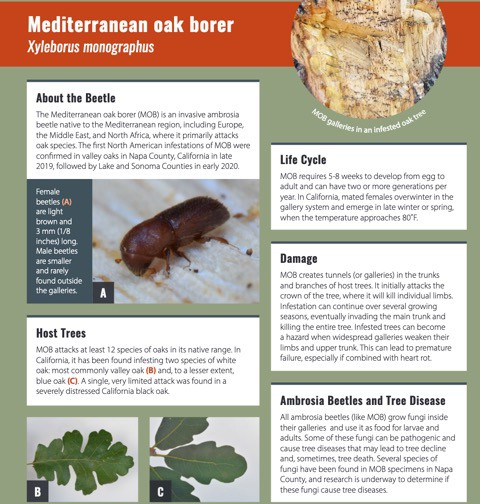 Mediterranean oak borer
Xyleborus monographus
MOB galleries in an infested oak tree
About the Beetle
The Mediterranean oak borer (MOB) is an invasive ambrosia
beetle native to the Mediterranean region, including Europe,
the Middle East, and North Africa, where it primarily attacks
oak species. The first North American infestations of MOB were
confirmed in valley oaks in Napa County, California in late
2019, followed by Lake and Sonoma Counties in early 2020.
Female
beetles (A)
are light
brown and
3 mm (1/8
inches) long.
Male beetles
are smaller
and rarely
found outside
the galleries.
A
Host Trees
MOB attacks at least 12 species of oaks in its native range. In
California, it has been found infesting two species of white
oak: most commonly valley oak (B) and, to a lesser extent,
blue oak (C). A single, very limited attack was found in a
severely distressed California black oak.
B
C
Life Cycle
MOB requires 5-8 weeks to develop from egg to
adult and can have two or more generations per
year. In California, mated females overwinter in the
gallery system and emerge in late winter or spring,
when the temperature approaches 80˚F.
Damage
MOB creates tunnels (or galleries) in the trunks
and branches of host trees. It initially attacks the
crown of the tree, where it will kill individual limbs.
Infestation can continue over several growing
seasons, eventually invading the main trunk and
killing the entire tree. Infested trees can become
a hazard when widespread galleries weaken their
limbs and upper trunk. This can lead to premature
failure, especially if combined with heart rot.
Ambrosia Beetles and Tree Disease
All ambrosia beetles (like MOB) grow fungi inside
their galleries and use it as food for larvae and
adults. Some of these fungi can be pathogenic and
cause tree diseases that may lead to tree decline
and, sometimes, tree death. Several species of
fungi have been found in MOB specimens in Napa
County, and research is underway to determine if
these fungi cause tree diseases.